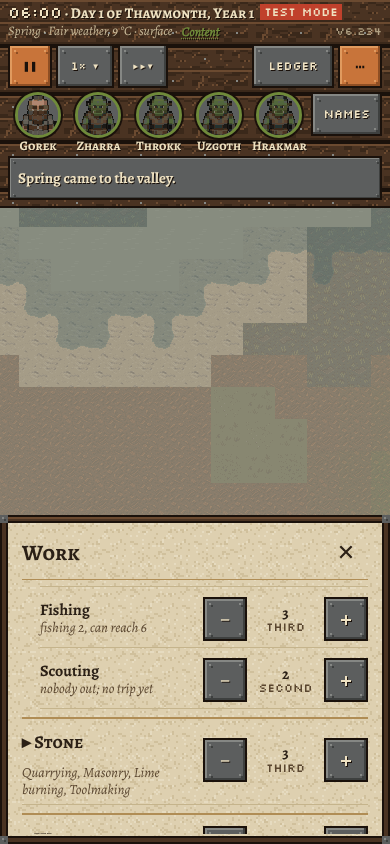 06:00 · Day 1 of Thawmonth, Year 1 TEST MODE
Spring · Fair weather, 9 °C · surface · Content V6.234
1× ▾ ▸▸▾ LEDGER ...
NAMES
Gorek Zharra Throkk Uzgoth Hrakmar
Spring came to the valley.
Work ✕
Fishing
fishing 2, can reach 6
− 3 +
THIRD
Scouting
nobody out; no trip yet
− 2 +
SECOND
▸ Stone
Quarrying, Masonry, Lime
burning, Toolmaking
− 3 +
THIRD